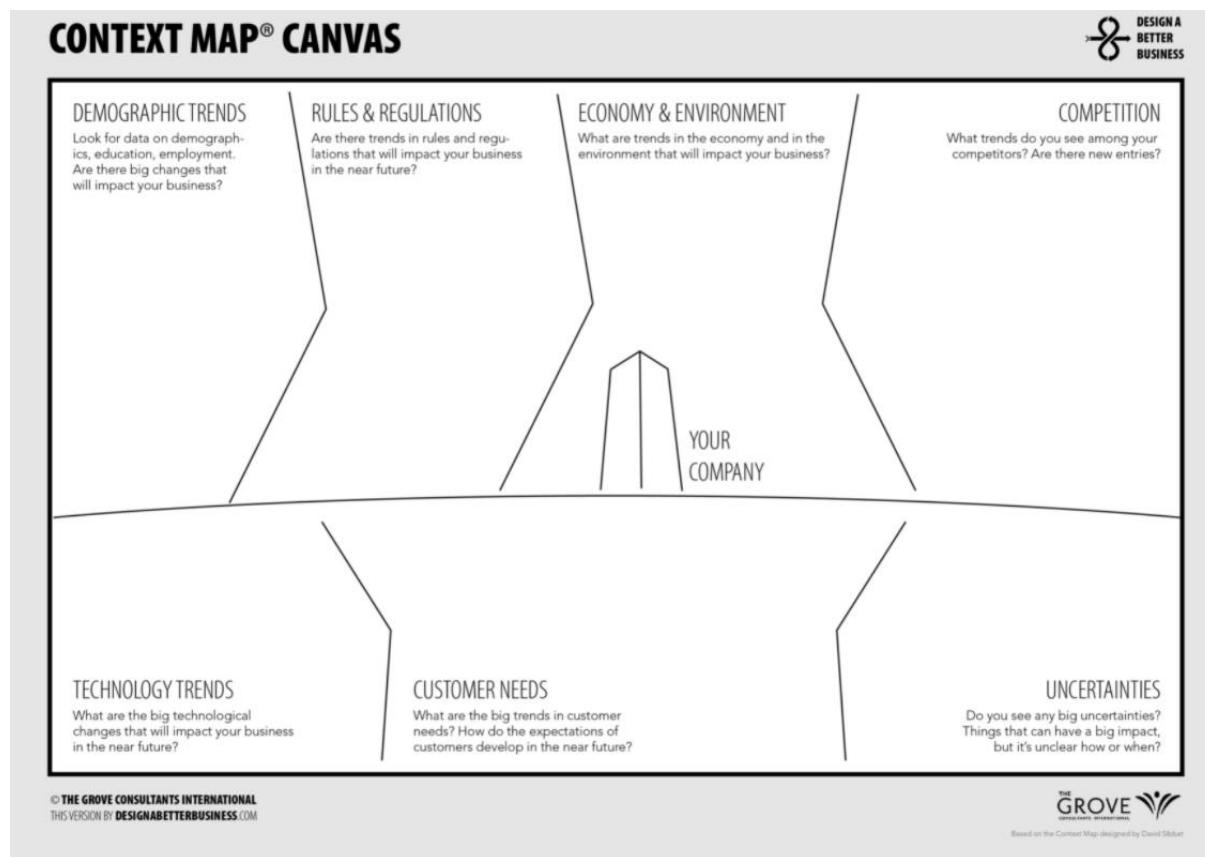 CONTEXT MAP® CANVAS
DESIGN A
BETTER
BUSINESS
DEMOGRAPHIC TRENDS
Look for data on demograph-
ics, education, employment.
Are there big changes that
will impact your business?
RULES & REGULATIONS
Are there trends in rules and regu-
lations that will impact your business
in the near future?
ECONOMY & ENVIRONMENT
What are trends in the economy and in the
environment that will impact your business?
COMPETITION
What trends do you see among your
competitors? Are there new entries?
YOUR
COMPANY
TECHNOLOGY TRENDS
What are the big technological
changes that will impact your business
in the near future?
CUSTOMER NEEDS
What are the big trends in customer
needs? How do the expectations of
customers develop in the near future?
UNCERTAINTIES
Do you see any big uncertainties?
Things that can have a big impact,
but it's unclear how or when?
© THE GROVE CONSULTANTS INTERNATIONAL
THIS VERSION BY DESIGNABETTERBUSINESS.COM
THE
GROVE
CONSULTANTS INTERNATIONAL
Based on the Context Map designed by David Sibbet